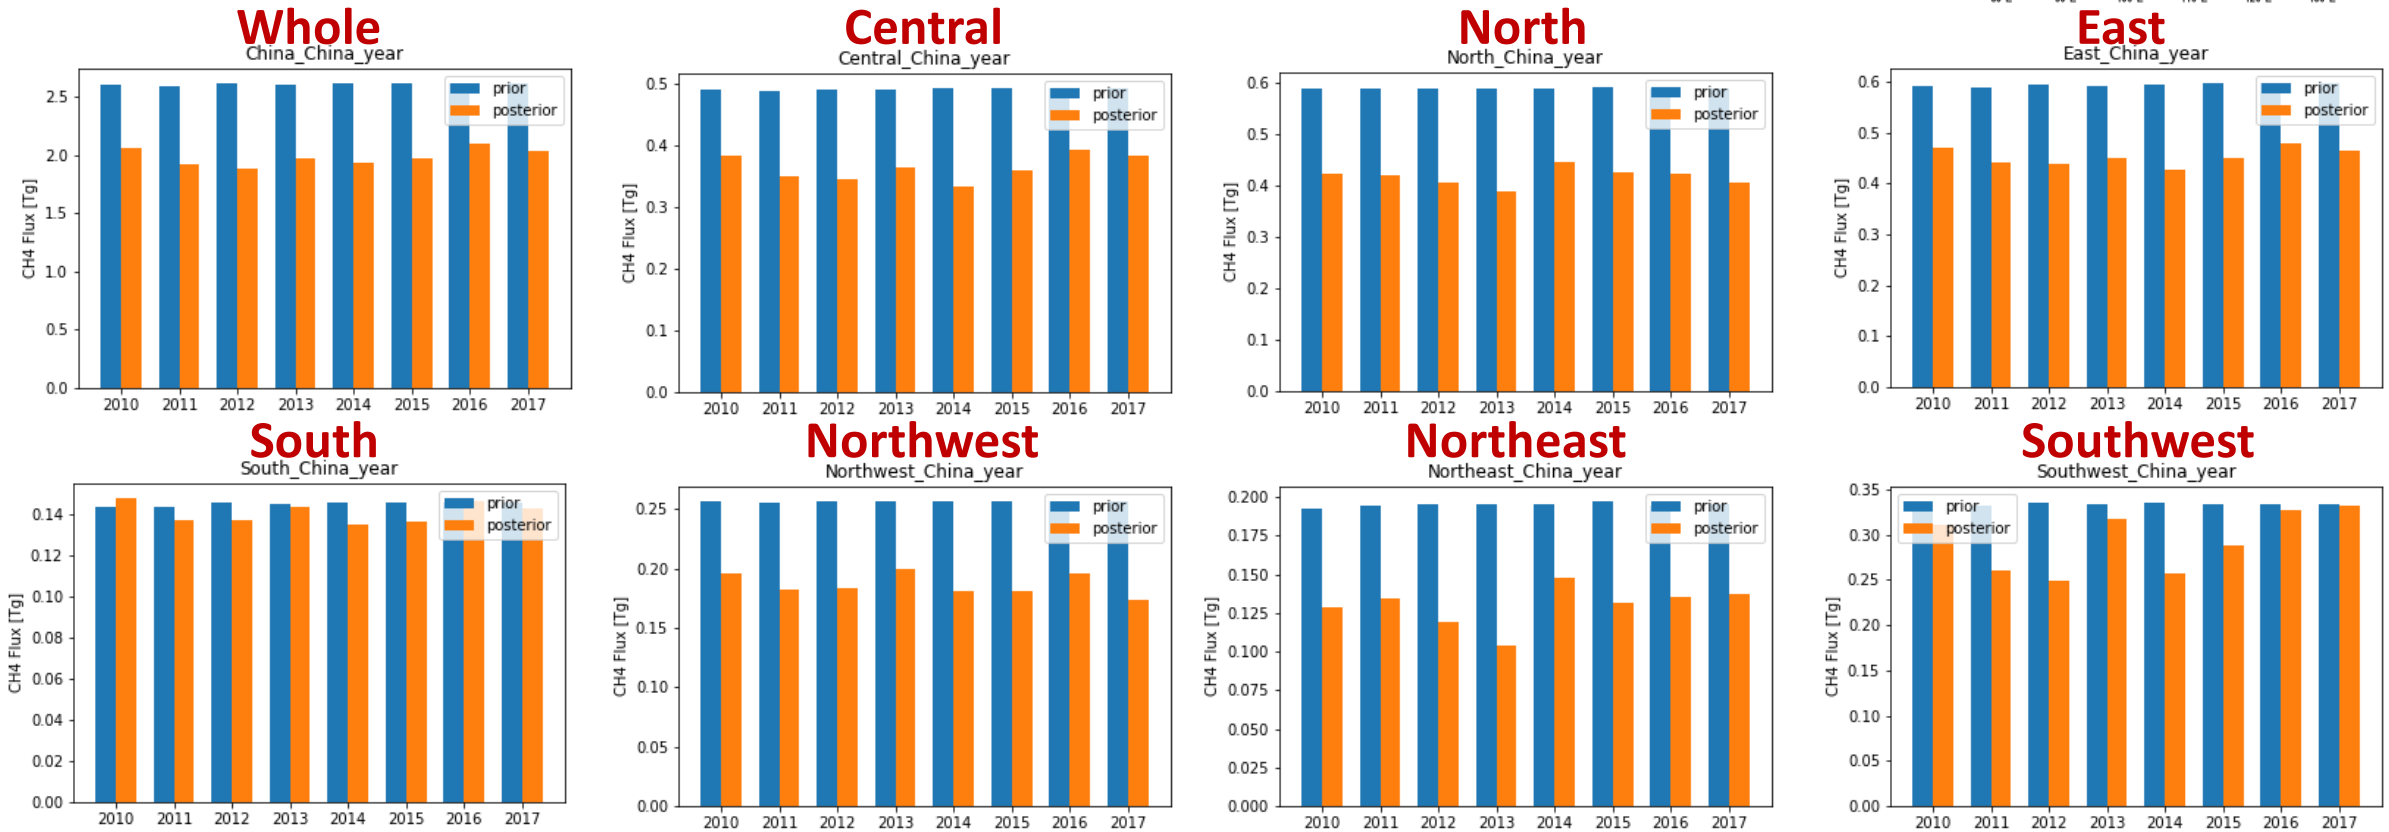 Whole
China_China_year
CH4 Flux [Tg]
2.5
2.0
1.5
1.0
0.5
0.0
prior
posterior
2010 2011 2012 2013 2014 2015 2016 2017
Central
Central_China_year
CH4 Flux [Tg]
0.5
0.4
0.3
0.2
0.1
0.0
prior
posterior
2010 2011 2012 2013 2014 2015 2016 2017
North
North_China_year
CH4 Flux [Tg]
0.6
0.5
0.4
0.3
0.2
0.1
0.0
prior
posterior
2010 2011 2012 2013 2014 2015 2016 2017
East
East_China_year
CH4 Flux [Tg]
0.6
0.5
0.4
0.3
0.2
0.1
0.0
prior
posterior
2010 2011 2012 2013 2014 2015 2016 2017
South
South_China_year
CH4 Flux [Tg]
0.14
0.12
0.10
0.08
0.06
0.04
0.02
0.00
prior
posterior
2010 2011 2012 2013 2014 2015 2016 2017
Northwest
Northwest_China_year
CH4 Flux [Tg]
0.25
0.20
0.15
0.10
0.05
0.00
prior
posterior
2010 2011 2012 2013 2014 2015 2016 2017
Northeast
Northeast_China_year
CH4 Flux [Tg]
0.200
0.175
0.150
0.125
0.100
0.075
0.050
0.025
0.000
prior
posterior
2010 2011 2012 2013 2014 2015 2016 2017
Southwest
Southwest_China_year
CH4 Flux [Tg]
0.35
0.30
0.25
0.20
0.15
0.10
0.05
0.00
prior
posterior
2010 2011 2012 2013 2014 2015 2016 2017